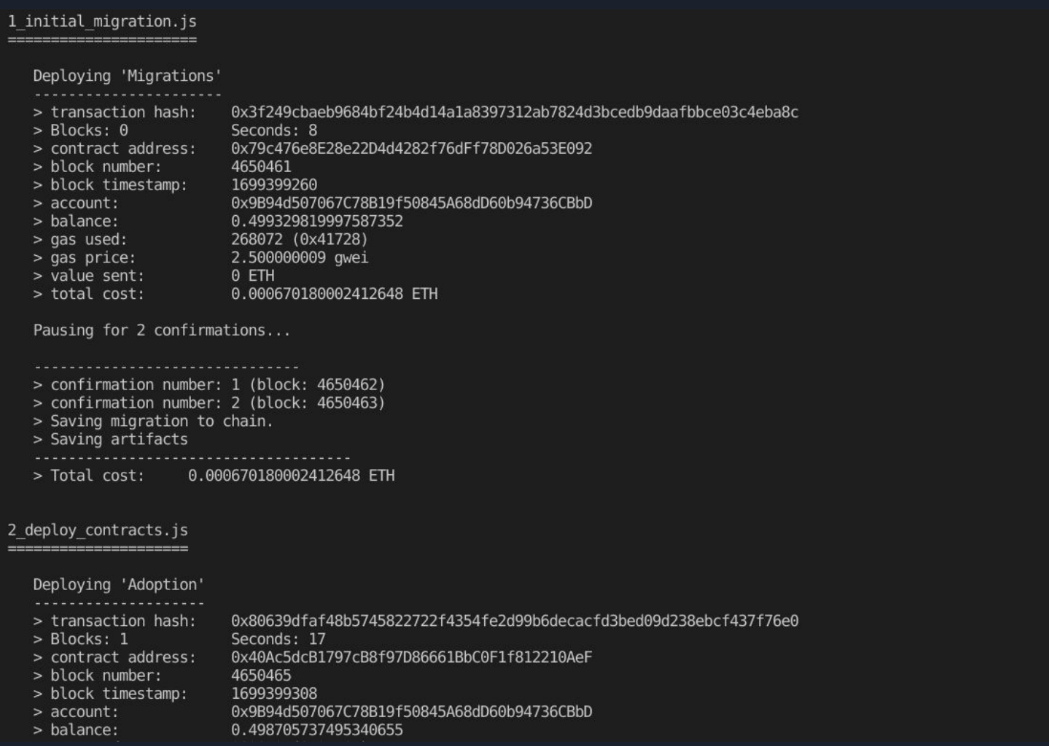 1_initial_migration.js
======================
Deploying 'Migrations'
----------------------
> transaction hash:    0x3f249cbaeb9684bf24b4d14a1a8397312ab7824d3bcedb9daafbbce03c4eba8c
> Blocks: 0            Seconds: 8
> contract address:    0x79c476e8E28e22D4d4282f76dFf78D026a53E092
> block number:        4650461
> block timestamp:     1699399260
> account:             0x9B94d507067C78B19f50845A68dD60b94736CBbD
> balance:             0.499329819997587352
> gas used:            268072 (0x41728)
> gas price:           2.500000009 gwei
> value sent:          0 ETH
> total cost:          0.000670180002412648 ETH
Pausing for 2 confirmations...
-------------------------------
> confirmation number: 1 (block: 4650462)
> confirmation number: 2 (block: 4650463)
> Saving migration to chain.
> Saving artifacts
-------------------------------------
> Total cost:     0.000670180002412648 ETH
2_deploy_contracts.js
=====================
Deploying 'Adoption'
--------------------
> transaction hash:    0x80639dfaf48b5745822722f4354fe2d99b6decacfd3bed09d238ebcf437f76e0
> Blocks: 1            Seconds: 17
> contract address:    0x40Ac5dcB1797cB8f97D86661BbC0F1f812210AeF
> block number:        4650465
> block timestamp:     1699399308
> account:             0x9B94d507067C78B19f50845A68dD60b94736CBbD
> balance:             0.498705737495340655